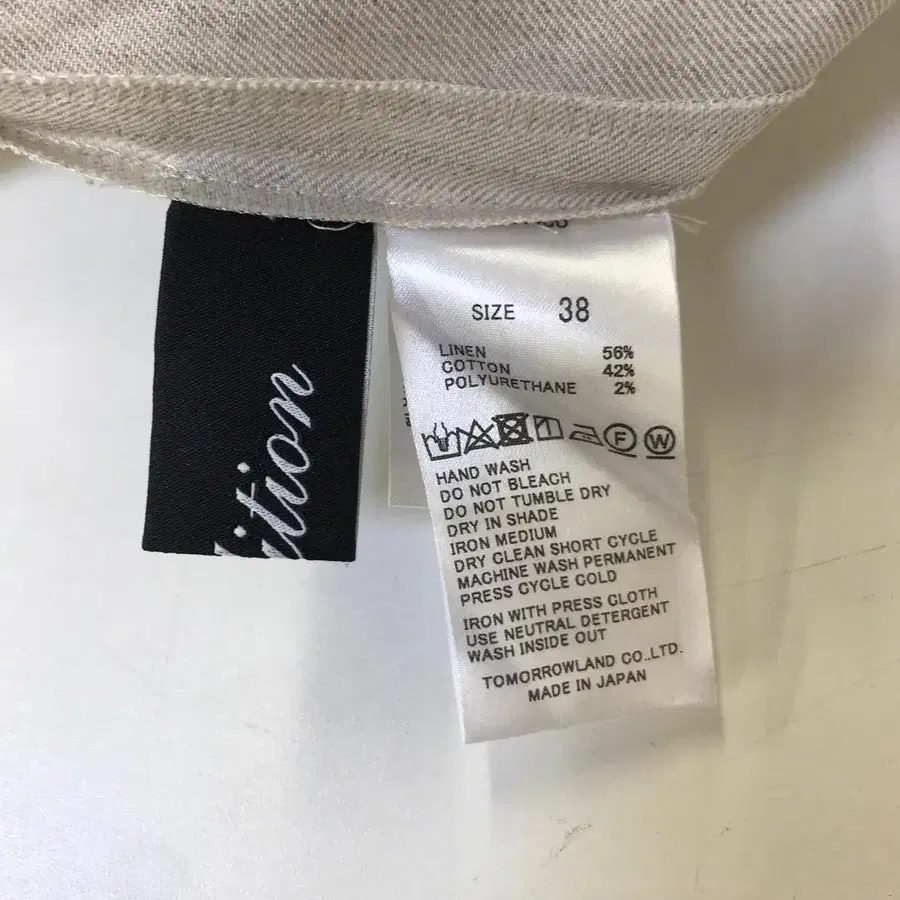 SIZE 38
LINEN 56%
COTTON 42%
POLYURETHANE 2%
F W
HAND WASH
DO NOT BLEACH
DO NOT TUMBLE DRY
DRY IN SHADE
IRON MEDIUM
DRY CLEAN SHORT CYCLE
MACHINE WASH PERMANENT
PRESS CYCLE COLD
IRON WITH PRESS CLOTH
USE NEUTRAL DETERGENT
WASH INSIDE OUT
TOMORROWLAND CO.,LTD.
MADE IN JAPAN